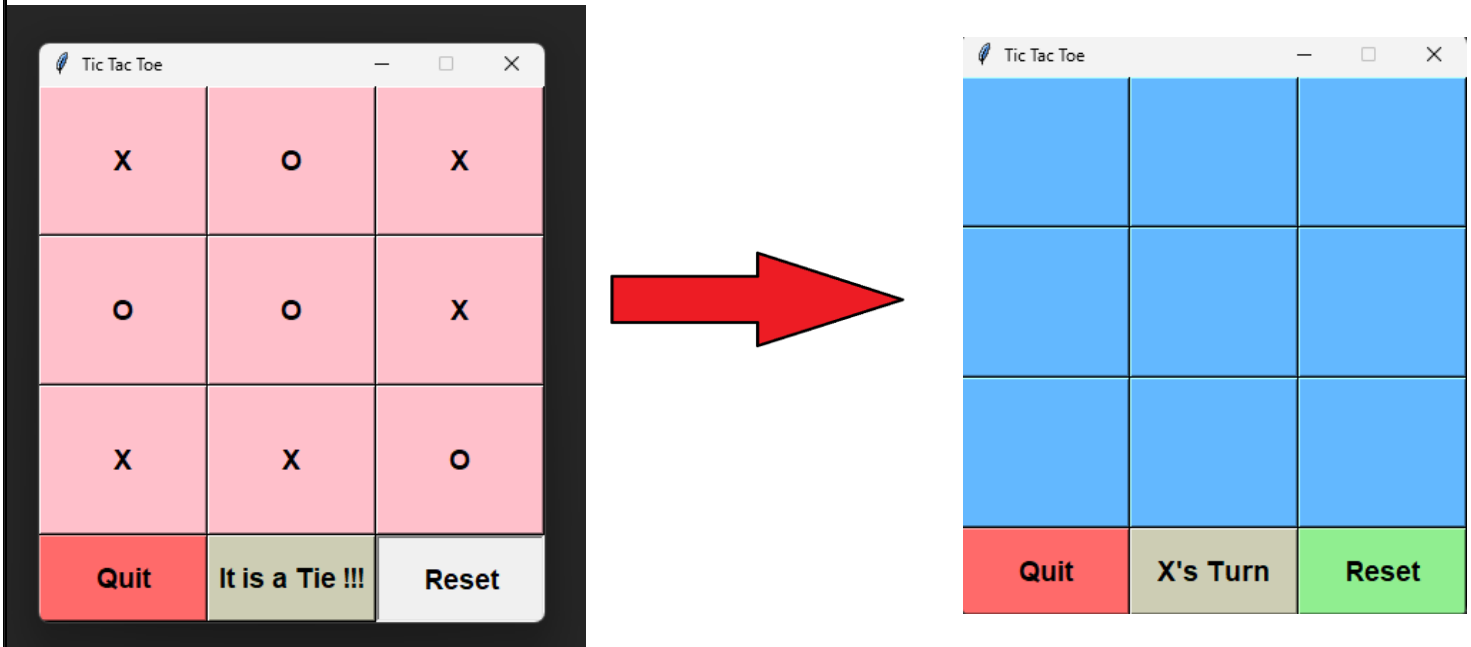 Tic Tac Toe
X O X
O O X
X X O
Quit It is a Tie !!! Reset
Tic Tac Toe
Quit X's Turn Reset